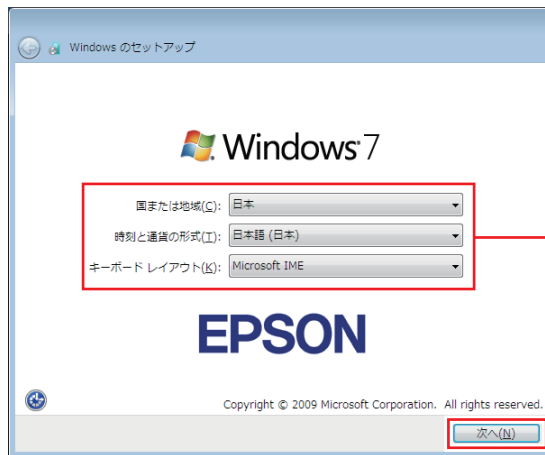 Windows のセットアップ
Windows 7
国または地域(C): 日本
時刻と通貨の形式(T): 日本語 (日本)
キーボード レイアウト(K): Microsoft IME
EPSON
Copyright © 2009 Microsoft Corporation. All rights reserved.
次へ(N)